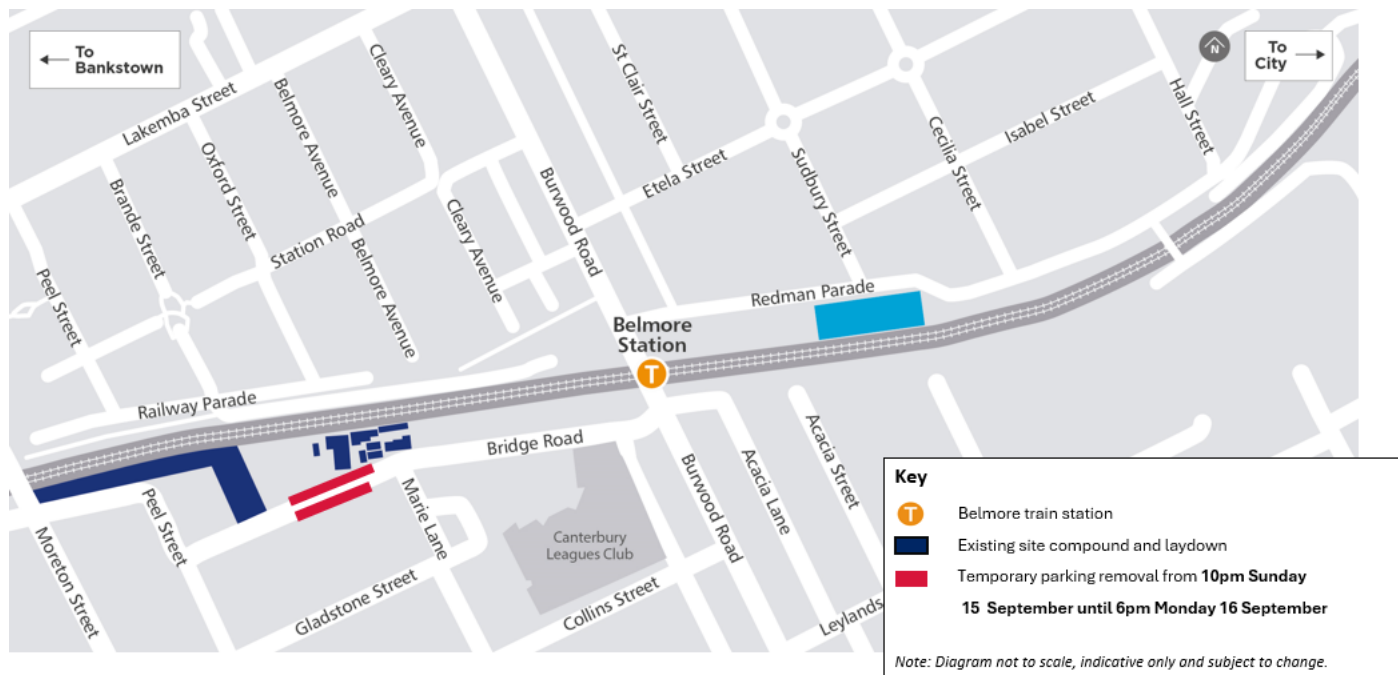 To
Bankstown
N
To
City
Lakemba Street
Belmore Avenue
Cleary Avenue
St Clair Street
Hall Street
Isabel Street
Cecilia Street
Oxford Street
Brande Street
Burwood Road
Etela Street
Sudbury Street
Station Road
Cleary Avenue
Belmore Avenue
Peel Street
Redman Parade
Belmore
Station
T
Railway Parade
Bridge Road
Acacia Street
Acacia Lane
Burwood Road
Marie Lane
Peel Street
Moreton Street
Canterbury
Leagues Club
Gladstone Street
Collins Street
Leylands
Key
T Belmore train station
Existing site compound and laydown
Temporary parking removal from 10pm Sunday
15 September until 6pm Monday 16 September
Note: Diagram not to scale, indicative only and subject to change.